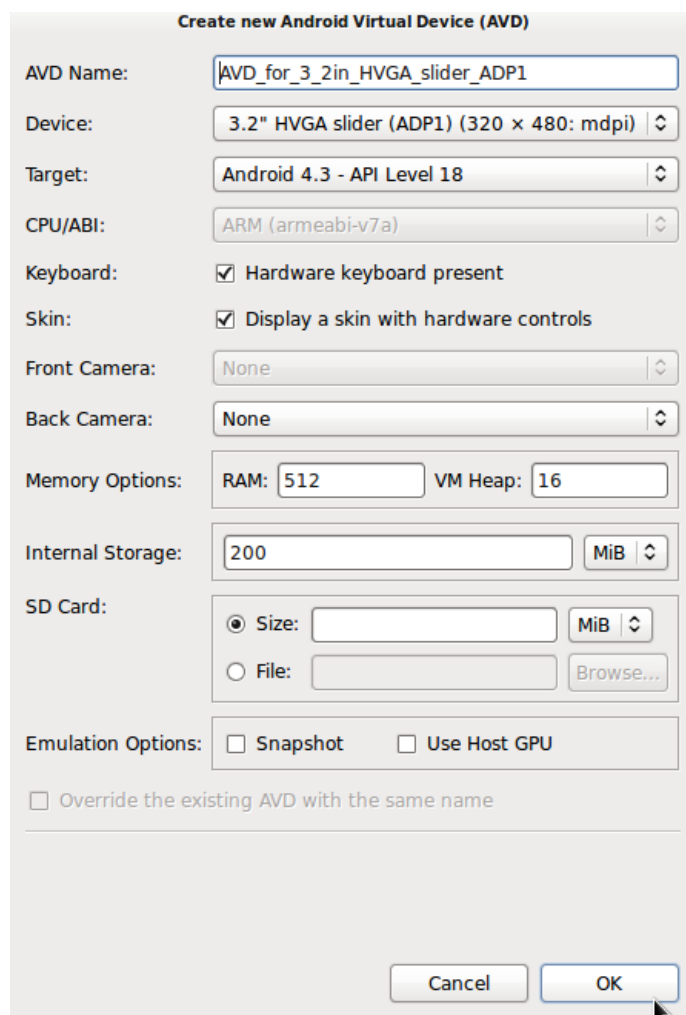 Create new Android Virtual Device (AVD)
AVD Name: AVD_for_3_2in_HVGA_slider_ADP1
Device: 3.2" HVGA slider (ADP1) (320 × 480: mdpi)
Target: Android 4.3 - API Level 18
CPU/ABI: ARM (armeabi-v7a)
Keyboard: Hardware keyboard present
Skin: Display a skin with hardware controls
Front Camera: None
Back Camera: None
Memory Options: RAM: 512 VM Heap: 16
Internal Storage: 200 MiB
SD Card:
Size: MiB
File: Browse...
Emulation Options: Snapshot Use Host GPU
Override the existing AVD with the same name
Cancel OK